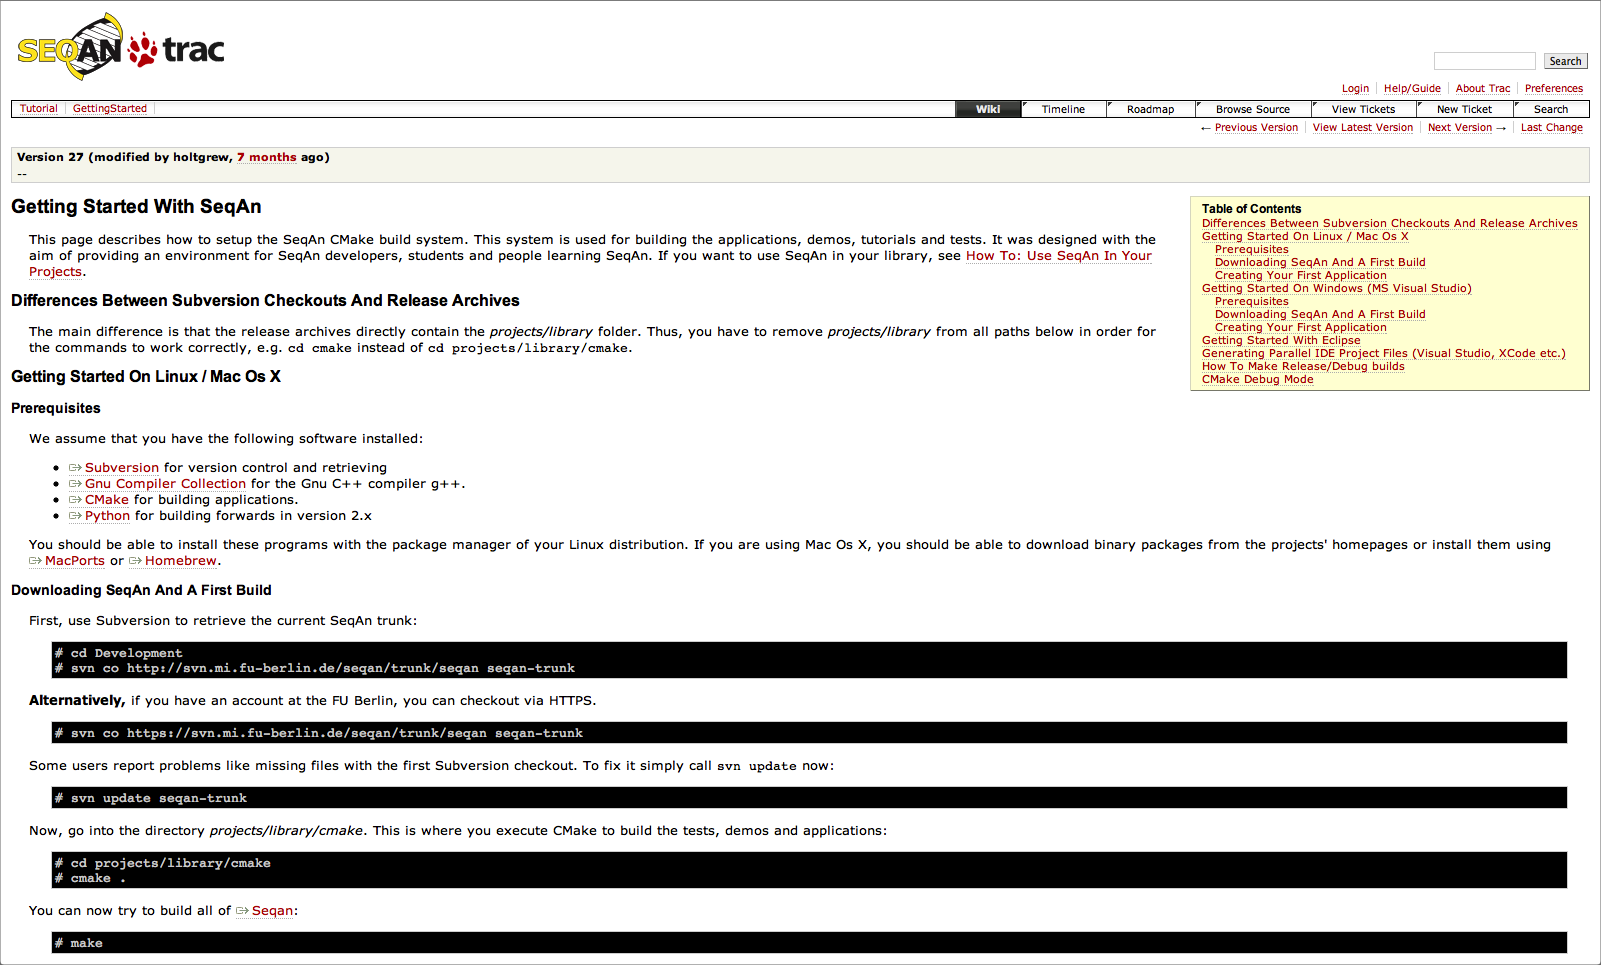 SEQAN trac
Search
Login Help/Guide About Trac Preferences
Tutorial GettingStarted Wiki Timeline Roadmap Browse Source View Tickets New Ticket Search
← Previous Version View Latest Version Next Version → Last Change
Version 27 (modified by holtgrew, 7 months ago)
--
Getting Started With SeqAn
This page describes how to setup the SeqAn CMake build system. This system is used for building the applications, demos, tutorials and tests. It was designed with the
aim of providing an environment for SeqAn developers, students and people learning SeqAn. If you want to use SeqAn in your library, see How To: Use SeqAn In Your
Projects.
Table of Contents
Differences Between Subversion Checkouts And Release Archives
Getting Started On Linux / Mac Os X
Prerequisites
Downloading SeqAn And A First Build
Creating Your First Application
Getting Started On Windows (MS Visual Studio)
Prerequisites
Downloading SeqAn And A First Build
Creating Your First Application
Getting Started With Eclipse
Generating Parallel IDE Project Files (Visual Studio, XCode etc.)
How To Make Release/Debug builds
CMake Debug Mode
Differences Between Subversion Checkouts And Release Archives
The main difference is that the release archives directly contain the projects/library folder. Thus, you have to remove projects/library from all paths below in order for
the commands to work correctly, e.g. cd cmake instead of cd projects/library/cmake.
Getting Started On Linux / Mac Os X
Prerequisites
We assume that you have the following software installed:
• Subversion for version control and retrieving
• Gnu Compiler Collection for the Gnu C++ compiler g++.
• CMake for building applications.
• Python for building forwards in version 2.x
You should be able to install these programs with the package manager of your Linux distribution. If you are using Mac Os X, you should be able to download binary packages from the projects' homepages or install them using
MacPorts or Homebrew.
Downloading SeqAn And A First Build
First, use Subversion to retrieve the current SeqAn trunk:
# cd Development
# svn co http://svn.mi.fu-berlin.de/seqan/trunk/seqan seqan-trunk
Alternatively, if you have an account at the FU Berlin, you can checkout via HTTPS.
# svn co https://svn.mi.fu-berlin.de/seqan/trunk/seqan seqan-trunk
Some users report problems like missing files with the first Subversion checkout. To fix it simply call svn update now:
# svn update seqan-trunk
Now, go into the directory projects/library/cmake. This is where you execute CMake to build the tests, demos and applications:
# cd projects/library/cmake
# cmake .
You can now try to build all of Seqan:
# make